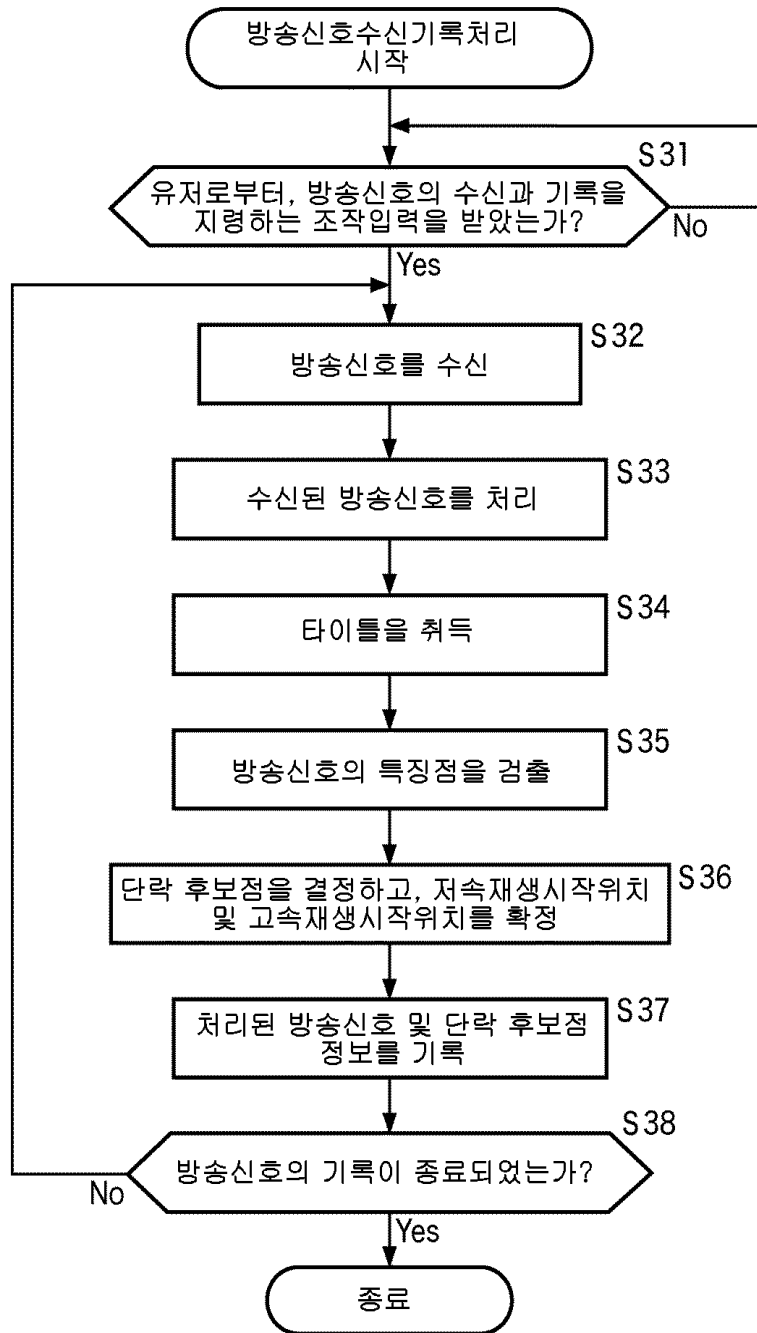 방송신호수신기록처리
시작
S31
유저로부터, 방송신호의 수신과 기록을
지령하는 조작입력을 받았는가?
No
Yes
S32
방송신호를 수신
S33
수신된 방송신호를 처리
S34
타이틀을 취득
S35
방송신호의 특징점을 검출
S36
단락 후보점을 결정하고, 저속재생시작위치
및 고속재생시작위치를 확정
S37
처리된 방송신호 및 단락 후보점
정보를 기록
S38
방송신호의 기록이 종료되었는가?
No
Yes
종료